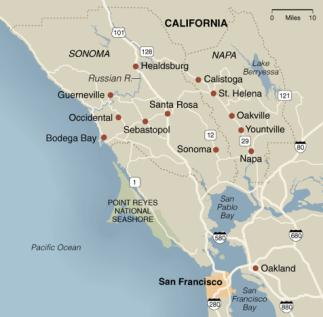 CALIFORNIA
0
10
Miles
101
SONOMA
128
NAPA
Healdsburg
Lake
Berryessa
Russian R.
Calistoga
Guerneville
St. Helena
121
Santa Rosa
Occidental
Oakville
Sebastopol
Yountville
Bodega Bay
12
29
80
Sonoma
Napa
1
POINT REYES
NATIONAL
SEASHORE
San
Pablo
Bay
Pacific Ocean
580
680
Oakland
San Francisco
San
Francisco
Bay
280
880